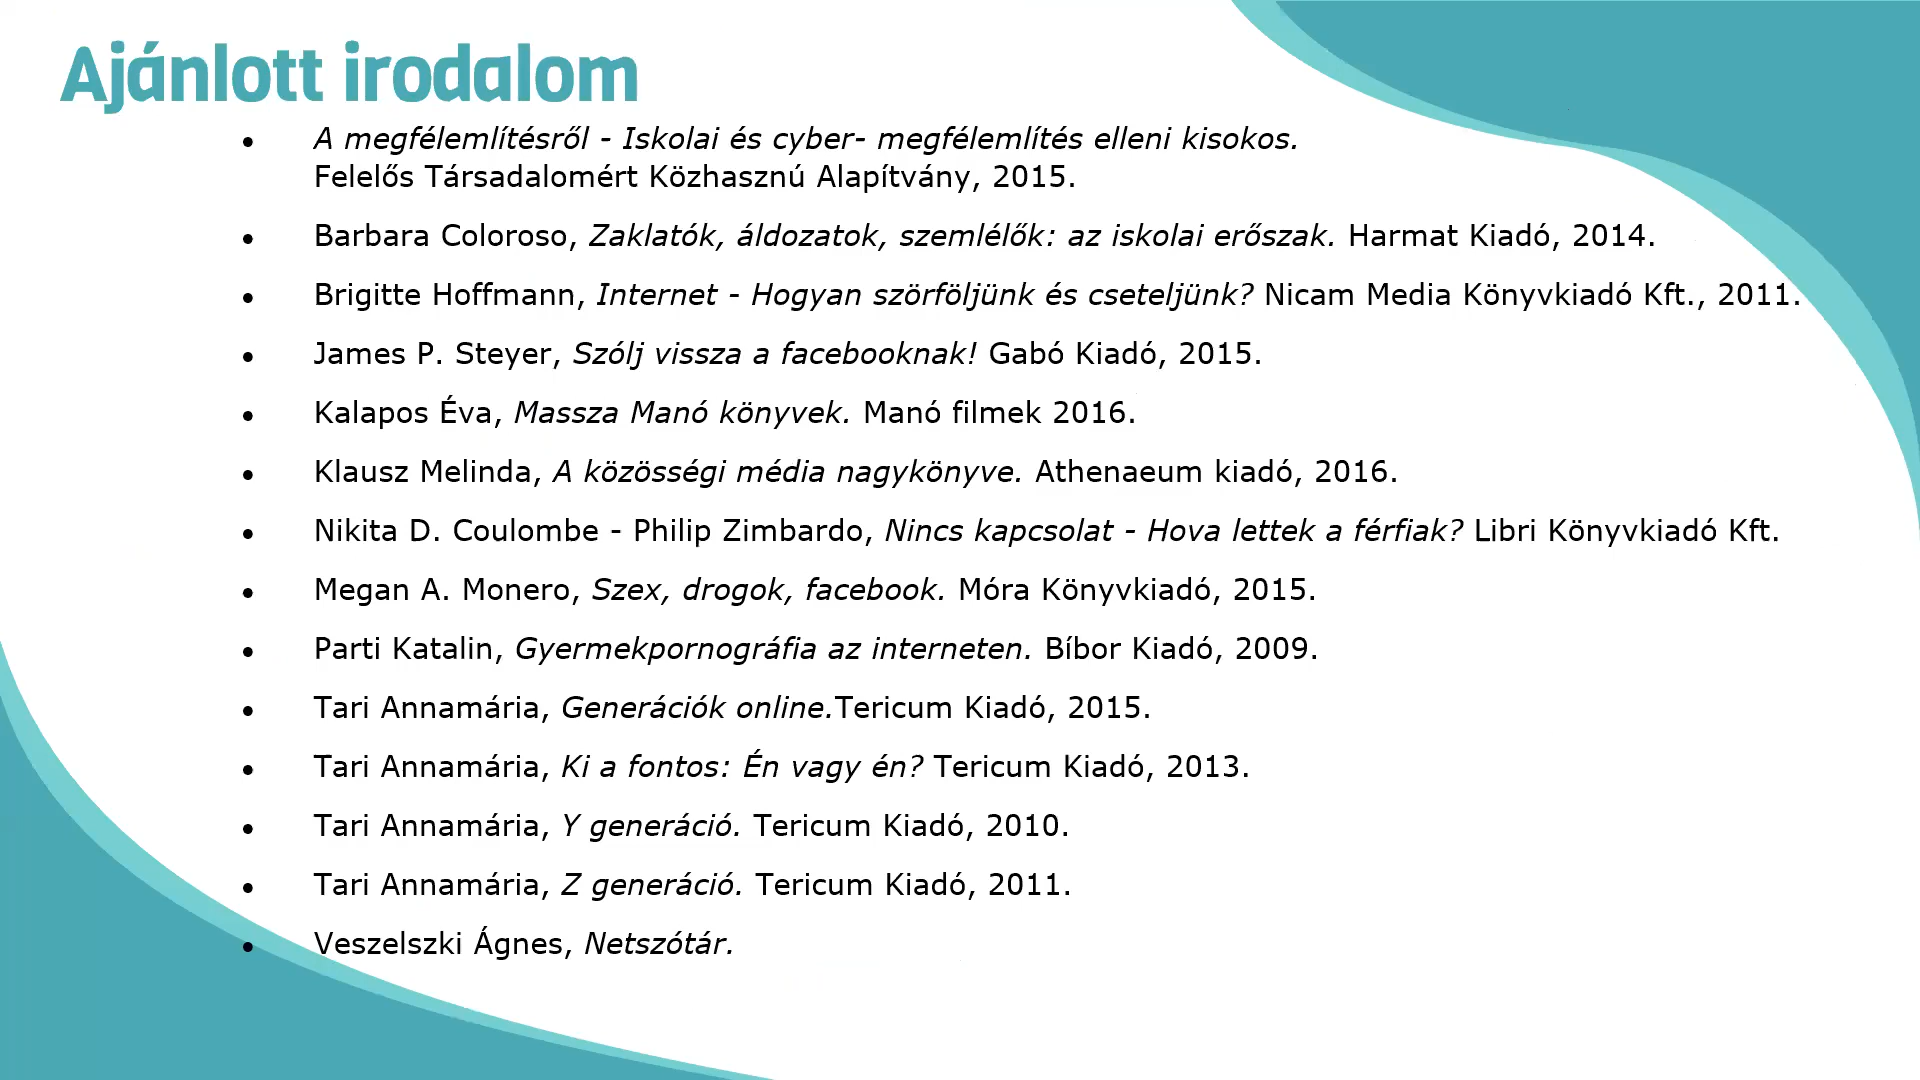 Ajánlott irodalom
• A megfélemlítésről - Iskolai és cyber- megfélemlítés elleni kisokos.
Felelős Társadalomért Közhasznú Alapítvány, 2015.
• Barbara Coloroso, Zaklatók, áldozatok, szemlélők: az iskolai erőszak. Harmat Kiadó, 2014.
• Brigitte Hoffmann, Internet - Hogyan szörföljünk és cseteljünk? Nicam Media Könyvkiadó Kft., 2011.
• James P. Steyer, Szólj vissza a facebooknak! Gabó Kiadó, 2015.
• Kalapos Éva, Massza Manó könyvek. Manó filmek 2016.
• Klausz Melinda, A közösségi média nagykönyve. Athenaeum kiadó, 2016.
• Nikita D. Coulombe - Philip Zimbardo, Nincs kapcsolat - Hova lettek a férfiak? Libri Könyvkiadó Kft.
• Megan A. Monero, Szex, drogok, facebook. Móra Könyvkiadó, 2015.
• Parti Katalin, Gyermekpornográfia az interneten. Bíbor Kiadó, 2009.
• Tari Annamária, Generációk online.Tericum Kiadó, 2015.
• Tari Annamária, Ki a fontos: Én vagy én? Tericum Kiadó, 2013.
• Tari Annamária, Y generáció. Tericum Kiadó, 2010.
• Tari Annamária, Z generáció. Tericum Kiadó, 2011.
• Veszelszki Ágnes, Netszótár.